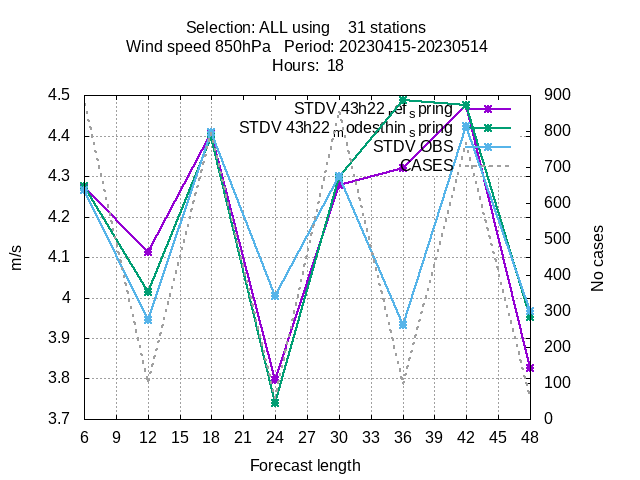 Selection: ALL using 31 stations
Wind speed 850hPa Period: 20230415-20230514
Hours: 18
4.5
4.4
4.3
4.2
4.1
4
3.9
3.8
3.7
m/s
STDV 43h22_ref_spring
STDV 43h22_modeshin_spring
STDV OBS
CASES
900
800
700
600
500
400
300
200
100
0
No cases
6 9 12 15 18 21 24 27 30 33 36 39 42 45 48
Forecast length